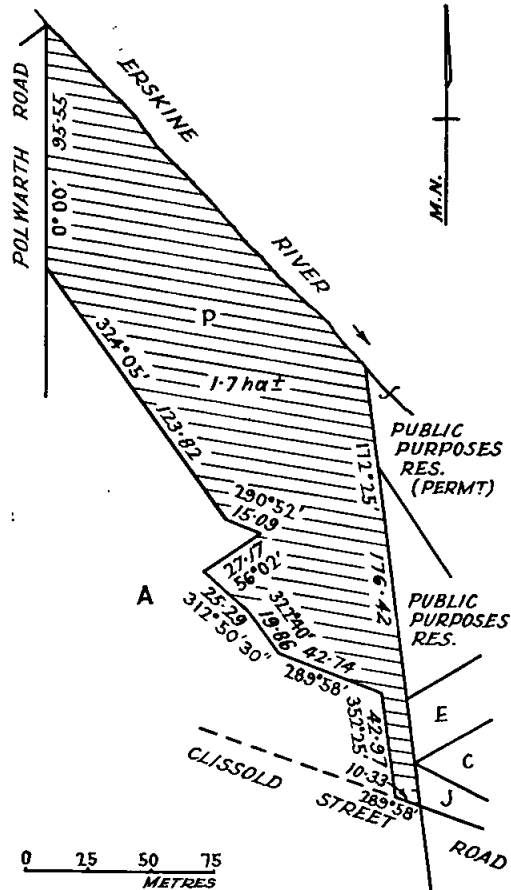 ERSKINE
RIVER
POLWARTH ROAD
0°00' 95·55
M.N.
P
1·7 ha±
324°05'
123·82
172°25'
176·42
PUBLIC
PURPOSES
RES.
(PERMT)
290°52'
15·09
27·17
56°02'
A
25·29
312°50'30"
322°40'
19·86
42·74
289°58'
PUBLIC
PURPOSES
RES.
352°25'
42·97
E
C
J
10·33
289°58'
CLISSOLD STREET
ROAD
0 25 50 75
METRES